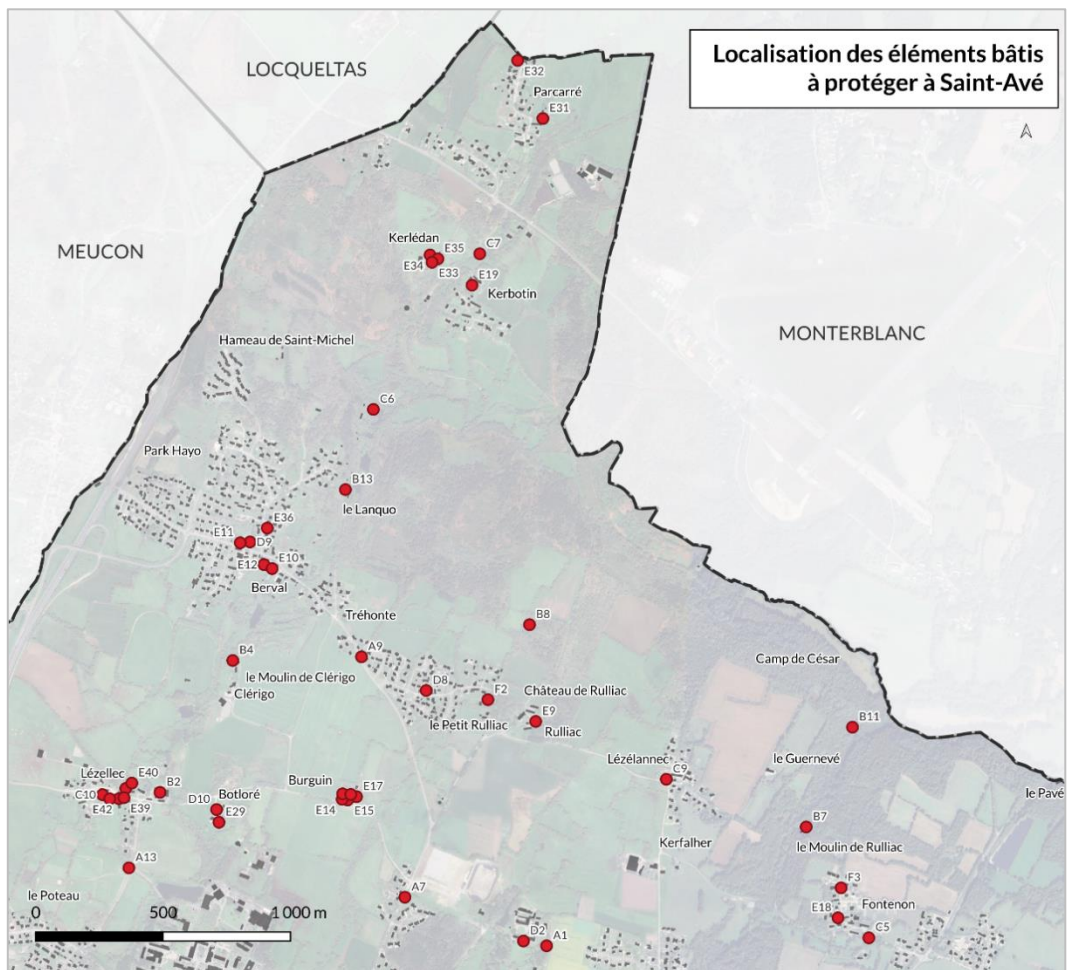 Localisation des éléments bâtis
à protéger à Saint-Avé
LOCQUELTAS
E32
Parcarré
E31
MEUCON
Kerlédan
E35
C7
E34
E33
E19
Kerbotin
MONTERBLANC
Hameau de Saint-Michel
C6
Park Hayo
B13
le Lanquo
E36
E11
D9
E12
E10
Berval
Tréhonte
B8
A9
Camp de César
B4
le Moulin de Clérigo
Clérigo
D8
F2
Château de Rulliac
le Petit Rulliac
E9
Rulliac
B11
le Guernevé
Lézellec
E40
B2
C10
E42
E39
D10
Botloré
E29
Burguin
E17
E14
E15
Lézélannec
C9
le Pavé
B7
Kerfalher
le Moulin de Rulliac
A13
le Poteau
A7
F3
Fontenon
E18
C5
D2
A1
0 500 1 000 m